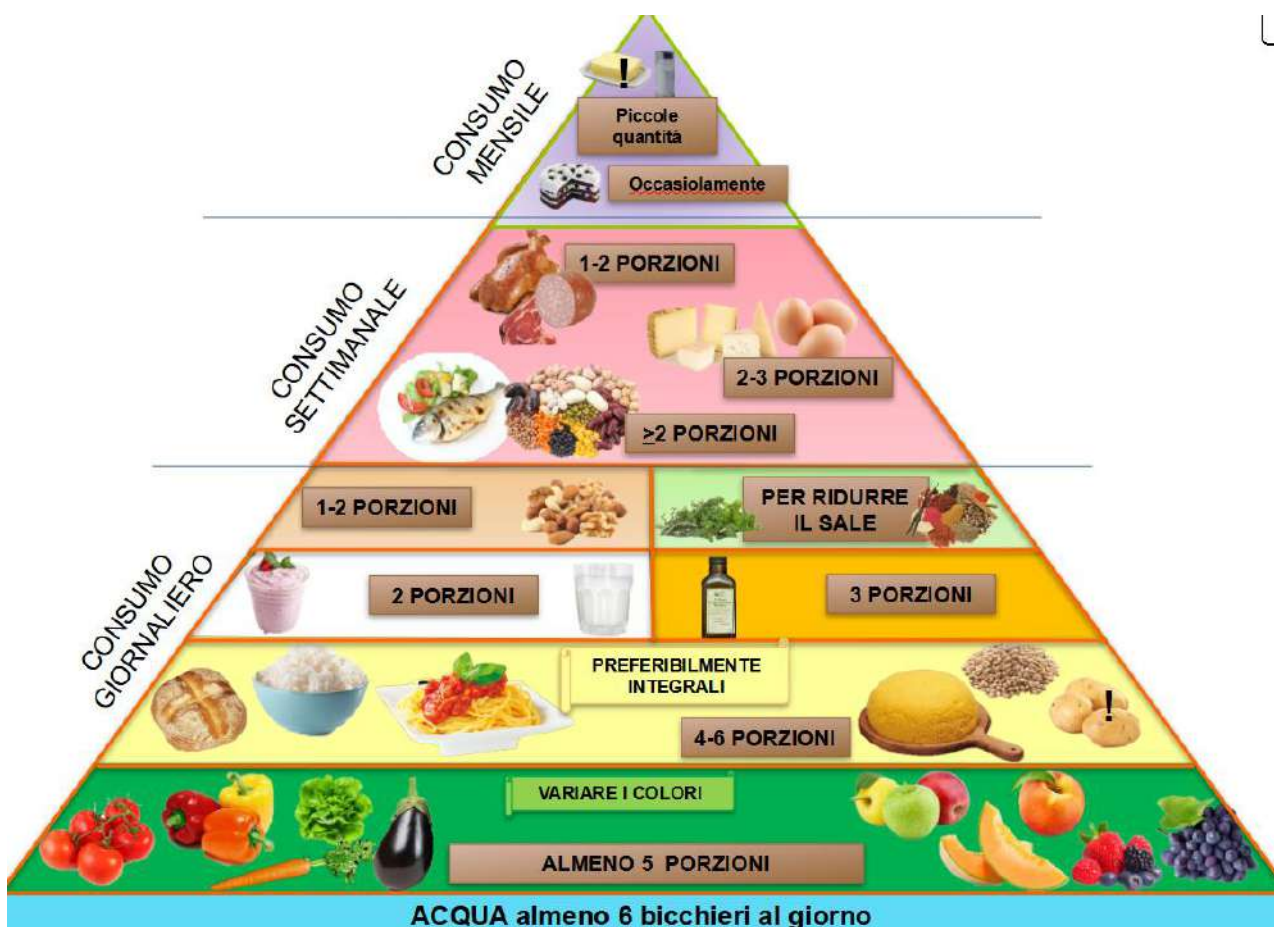 CONSUMO
MENSILE
!
Piccole
quantità
Occasiolamente
CONSUMO
SETTIMANALE
1-2 PORZIONI
2-3 PORZIONI
≥2 PORZIONI
CONSUMO
GIORNALIERO
1-2 PORZIONI
PER RIDURRE
IL SALE
2 PORZIONI
3 PORZIONI
PREFERIBILMENTE
INTEGRALI
!
4-6 PORZIONI
VARIARE I COLORI
ALMENO 5 PORZIONI
ACQUA almeno 6 bicchieri al giorno